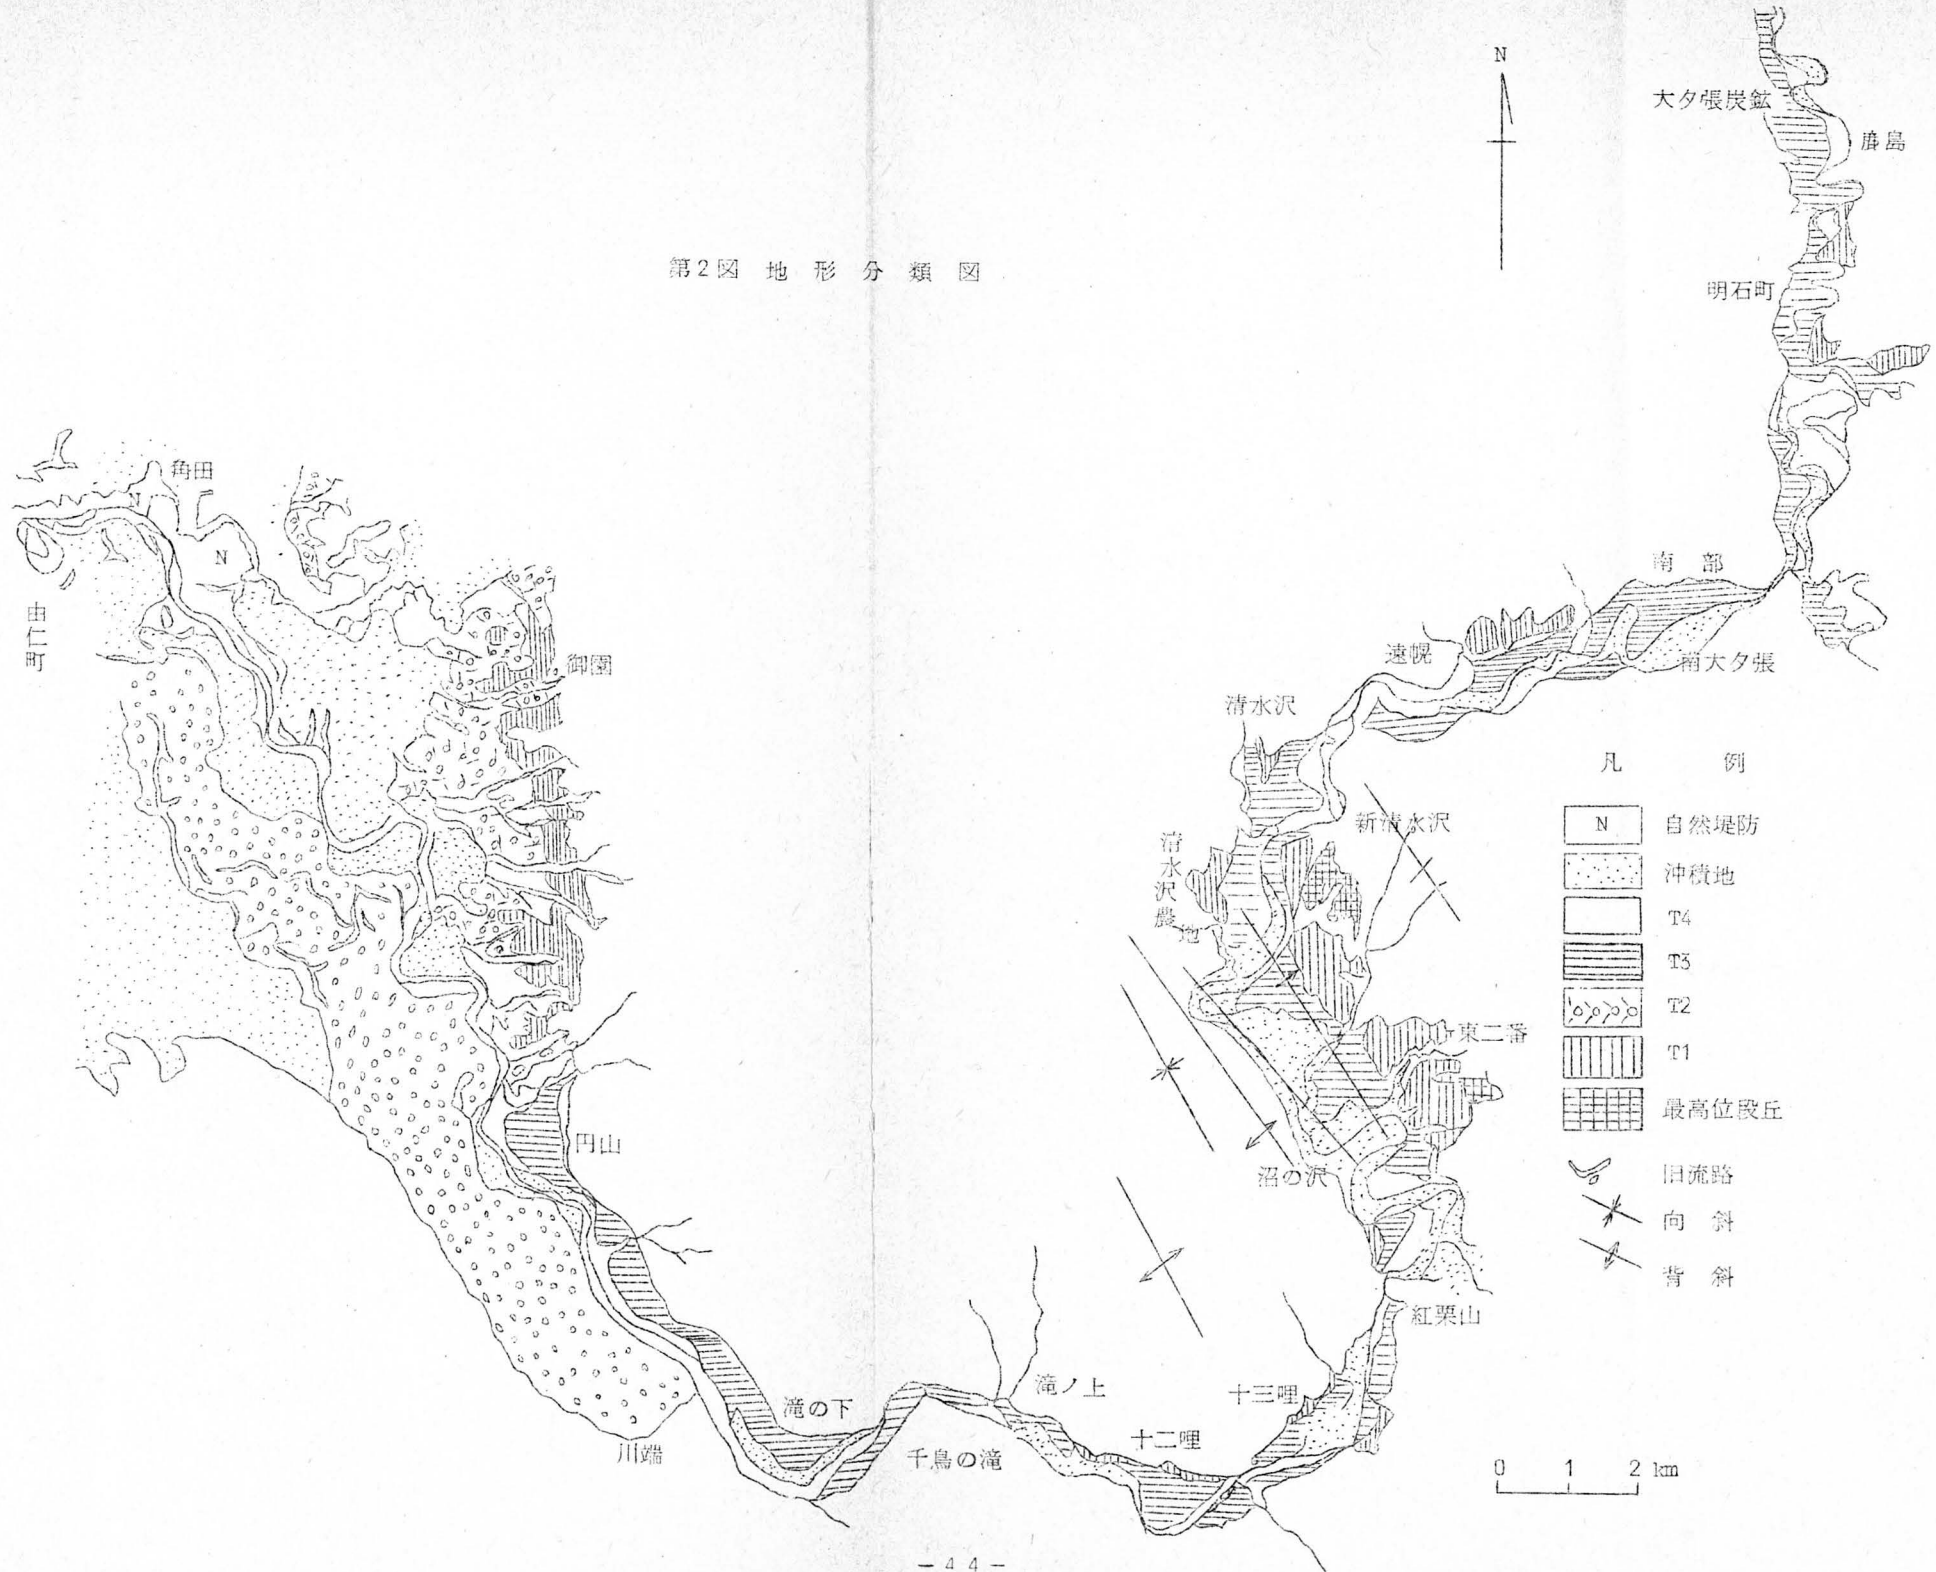 第2図 地形分類図
N
大夕張炭鉱
鹿島
明石町
南部
南大夕張
遠幌
清水沢
新清水沢
清水沢農地
東二番
沼の沢
紅葉山
十三哩
十二哩
滝ノ上
千鳥の滝
滝の下
川端
円山
御園
角田
N
N
由仁町
凡例
N 自然堤防
沖積地
T4
T3
T2
T1
最高位段丘
旧流路
向斜
背斜
0 1 2 km
- 44 -